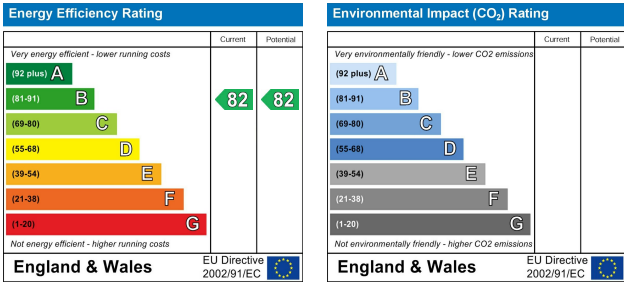 Energy Efficiency Rating
Current Potential
Very energy efficient - lower running costs
(92 plus) A
(81-91) B 82 82
(69-80) C
(55-68) D
(39-54) E
(21-38) F
(1-20) G
Not energy efficient - higher running costs
England & Wales
EU Directive
2002/91/EC
Environmental Impact (CO₂) Rating
Current Potential
Very environmentally friendly - lower CO2 emissions
(92 plus) A
(81-91) B
(69-80) C
(55-68) D
(39-54) E
(21-38) F
(1-20) G
Not environmentally friendly - higher CO2 emissions
England & Wales
EU Directive
2002/91/EC